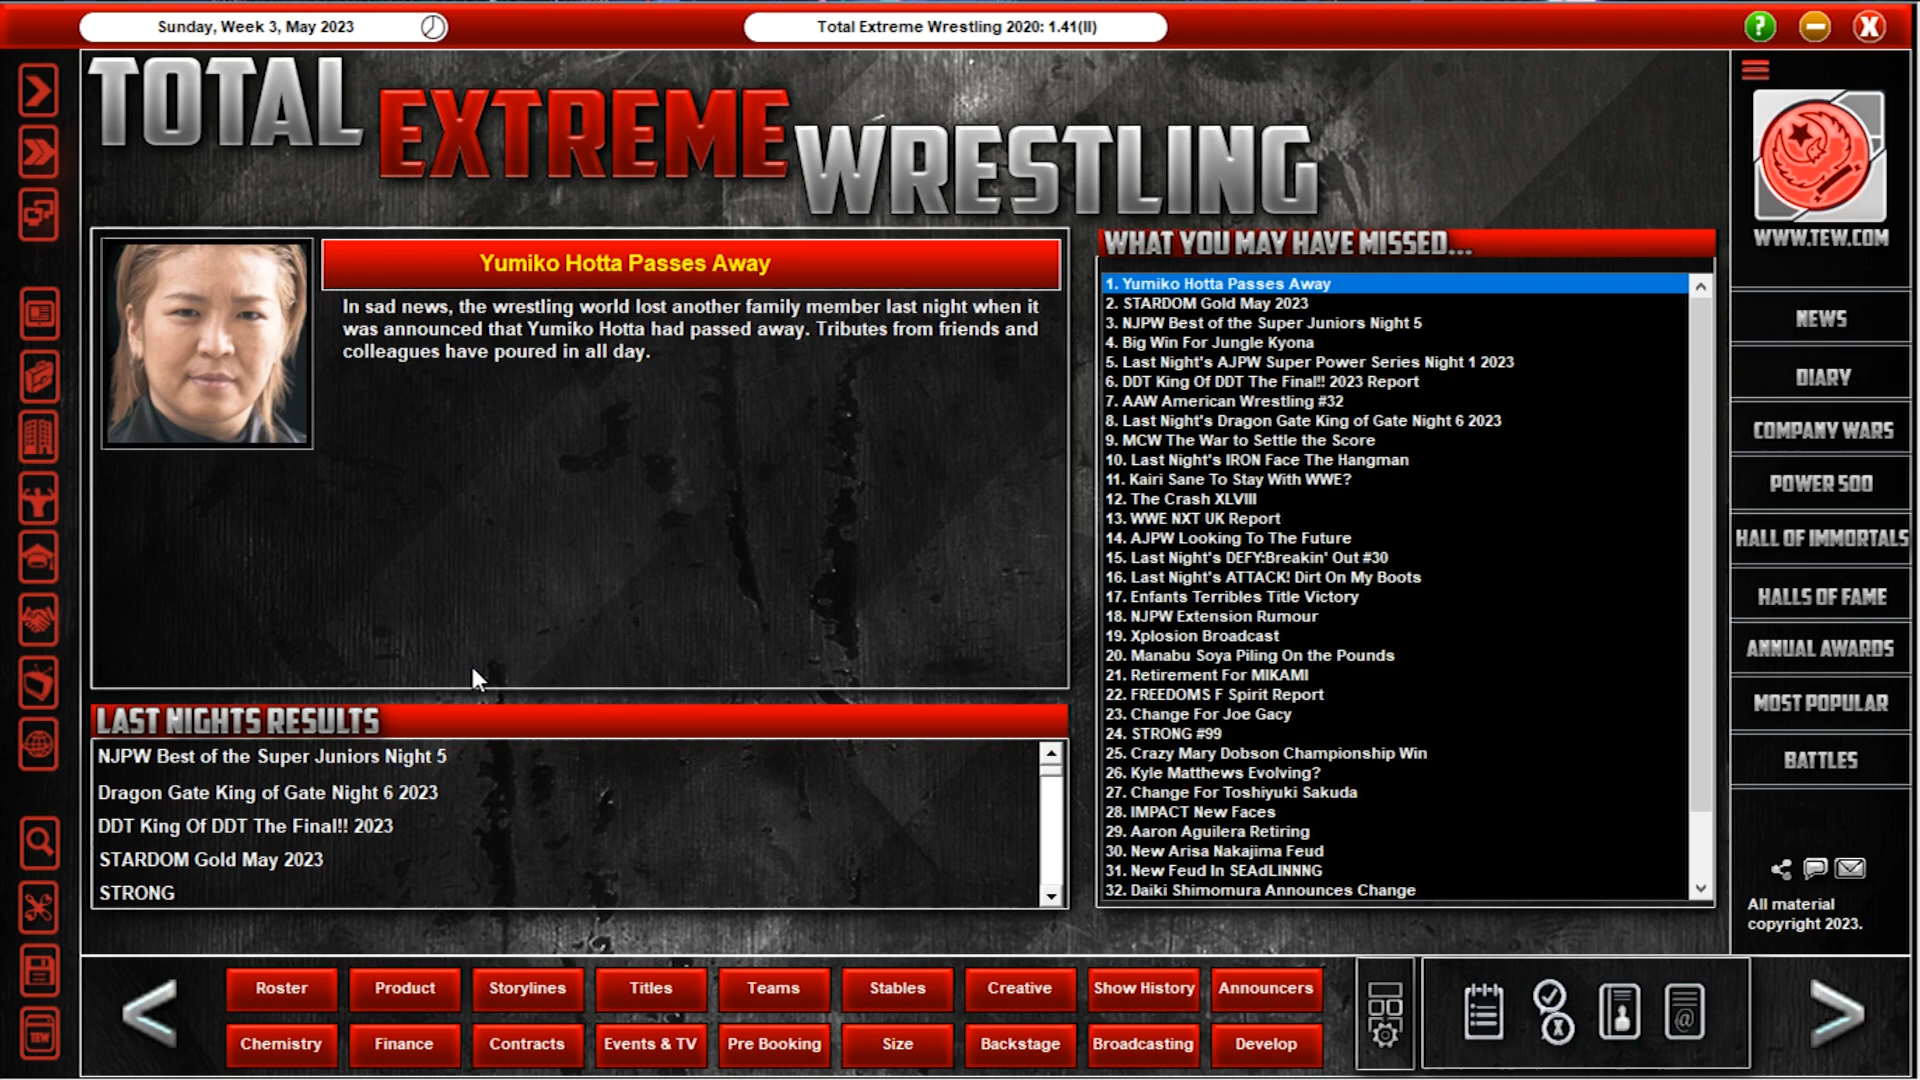 Sunday, Week 3, May 2023
Total Extreme Wrestling 2020: 1.41(II)
TOTAL EXTREME WRESTLING
WWW.TEW.COM
Yumiko Hotta Passes Away
In sad news, the wrestling world lost another family member last night when it
was announced that Yumiko Hotta had passed away. Tributes from friends and
colleagues have poured in all day.
LAST NIGHTS RESULTS
NJPW Best of the Super Juniors Night 5
Dragon Gate King of Gate Night 6 2023
DDT King Of DDT The Final!! 2023
STARDOM Gold May 2023
STRONG
WHAT YOU MAY HAVE MISSED...
1. Yumiko Hotta Passes Away
2. STARDOM Gold May 2023
3. NJPW Best of the Super Juniors Night 5
4. Big Win For Jungle Kyona
5. Last Night's AJPW Super Power Series Night 1 2023
6. DDT King Of DDT The Final!! 2023 Report
7. AAW American Wrestling #32
8. Last Night's Dragon Gate King of Gate Night 6 2023
9. MCW The War to Settle the Score
10. Last Night's IRON Face The Hangman
11. Kairi Sane To Stay With WWE?
12. The Crash XLVIII
13. WWE NXT UK Report
14. AJPW Looking To The Future
15. Last Night's DEFY:Breakin' Out #30
16. Last Night's ATTACK! Dirt On My Boots
17. Enfants Terribles Title Victory
18. NJPW Extension Rumour
19. Xplosion Broadcast
20. Manabu Soya Piling On the Pounds
21. Retirement For MIKAMI
22. FREEDOMS F Spirit Report
23. Change For Joe Gacy
24. STRONG #99
25. Crazy Mary Dobson Championship Win
26. Kyle Matthews Evolving?
27. Change For Toshiyuki Sakuda
28. IMPACT New Faces
29. Aaron Aguilera Retiring
30. New Arisa Nakajima Feud
31. New Feud In SEAdLINNNG
32. Daiki Shimomura Announces Change
NEWS
DIARY
COMPANY WARS
POWER 500
HALL OF IMMORTALS
HALLS OF FAME
ANNUAL AWARDS
MOST POPULAR
BATTLES
All material
copyright 2023.
Roster Product Storylines Titles Teams Stables Creative Show History Announcers
Chemistry Finance Contracts Events & TV Pre Booking Size Backstage Broadcasting Develop
TEW